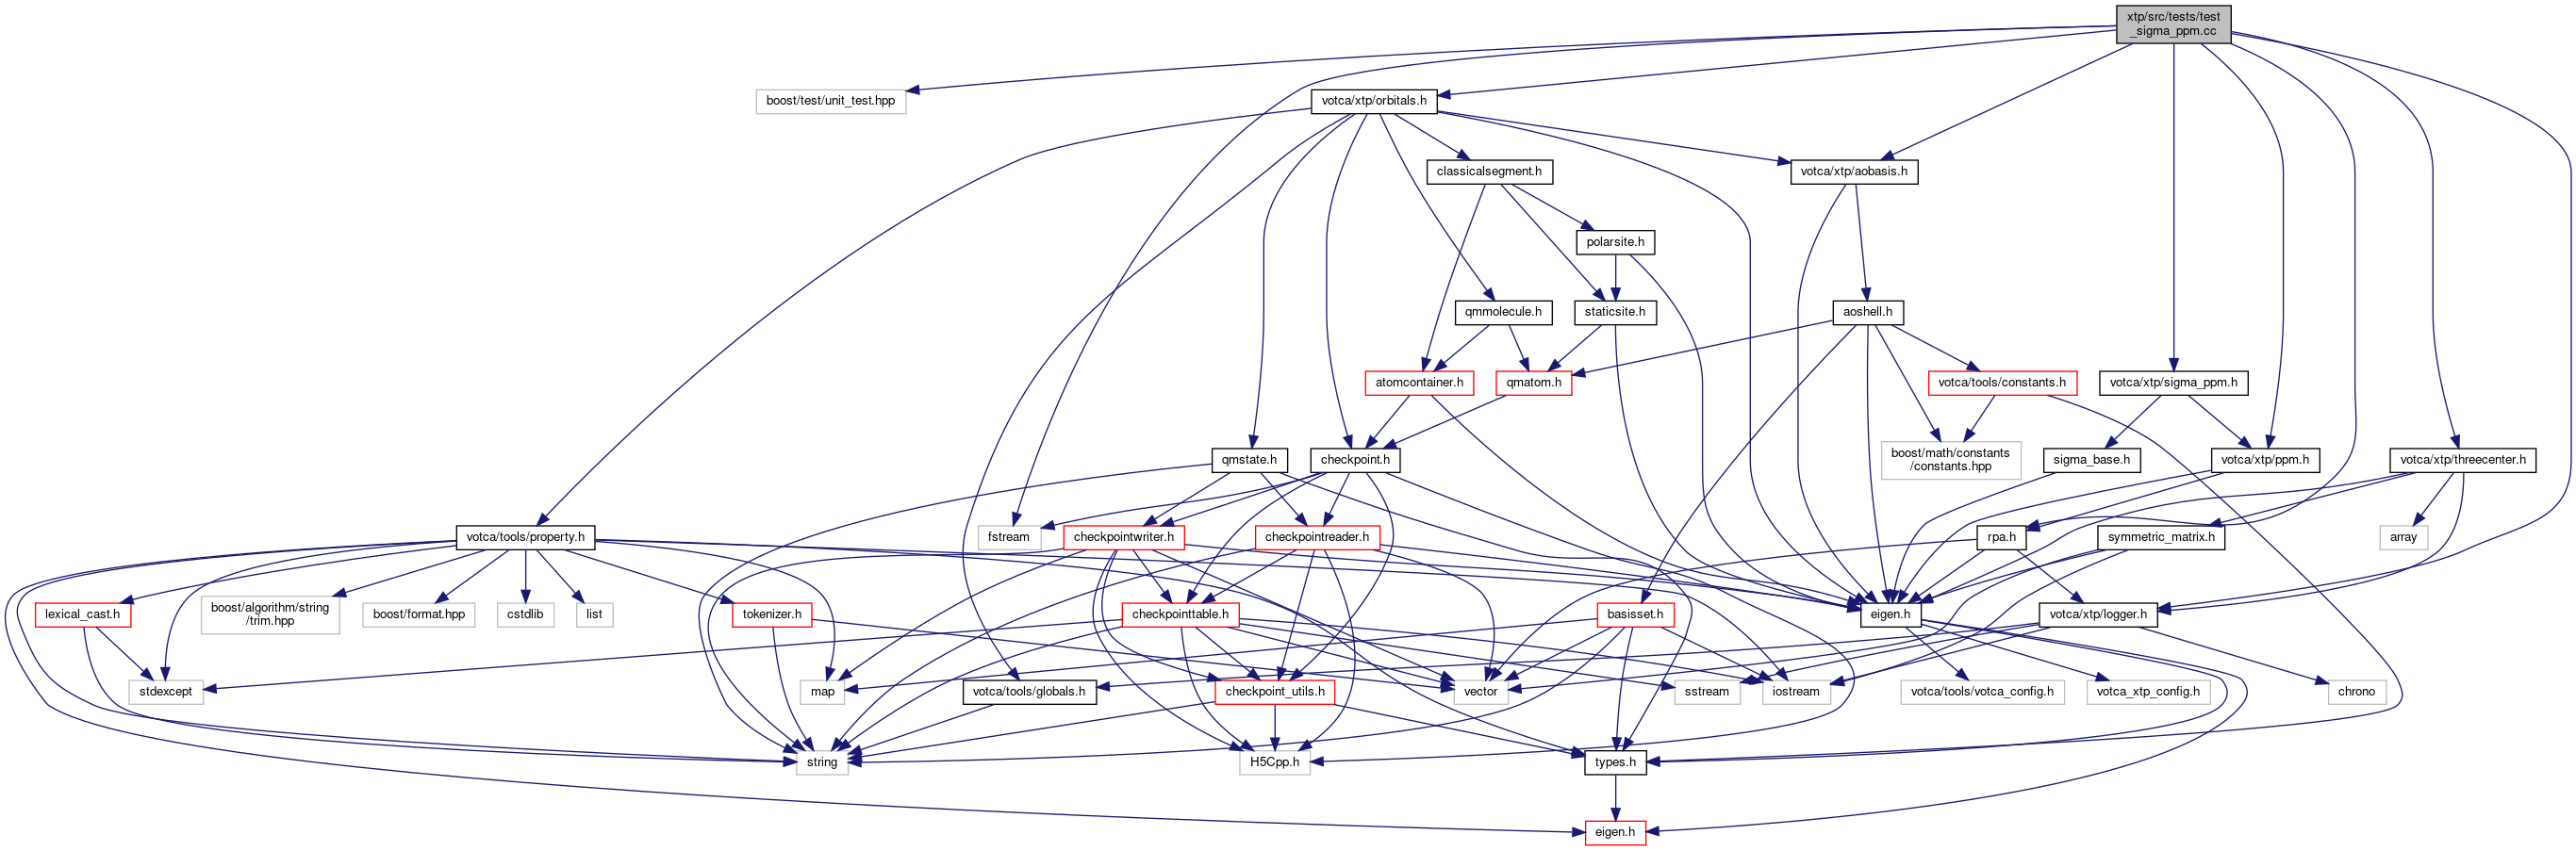 xtp/src/tests/test
_sigma_ppm.cc
boost/test/unit_test.hpp
votca/xtp/orbitals.h
classicalsegment.h
votca/xtp/aobasis.h
polarsite.h
qmmolecule.h
staticsite.h
aoshell.h
atomcontainer.h
qmatom.h
votca/tools/constants.h
votca/xtp/sigma_ppm.h
qmstate.h
checkpoint.h
boost/math/constants
/constants.hpp
sigma_base.h
votca/xtp/ppm.h
votca/xtp/threecenter.h
votca/tools/property.h
fstream
checkpointwriter.h
checkpointreader.h
rpa.h
symmetric_matrix.h
array
lexical_cast.h
boost/algorithm/string
/trim.hpp
boost/format.hpp
cstdlib
list
tokenizer.h
checkpointtable.h
basisset.h
eigen.h
votca/xtp/logger.h
stdexcept
map
votca/tools/globals.h
checkpoint_utils.h
vector
sstream
iostream
votca/tools/votca_config.h
votca_xtp_config.h
chrono
string
H5Cpp.h
types.h
eigen.h